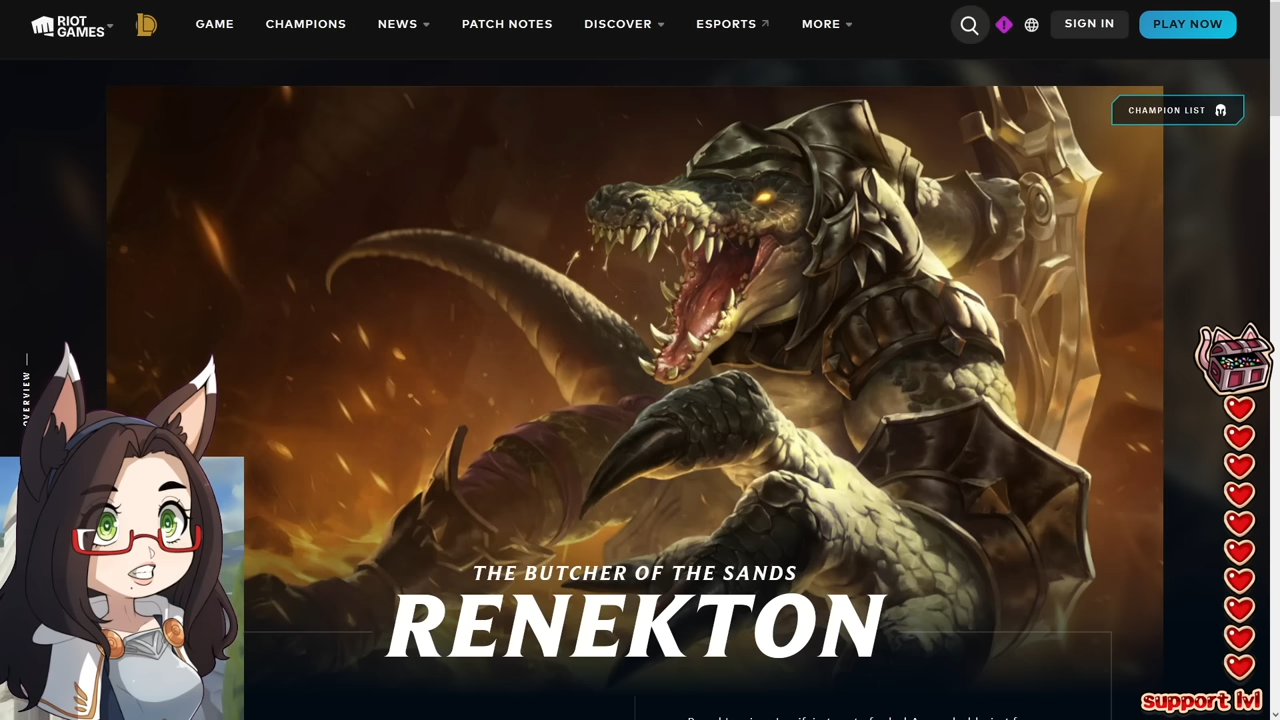 RIOT GAMES
GAME CHAMPIONS NEWS PATCH NOTES DISCOVER ESPORTS MORE SIGN IN PLAY NOW
CHAMPION LIST
OVERVIEW
THE BUTCHER OF THE SANDS
RENEKTON
support lvl